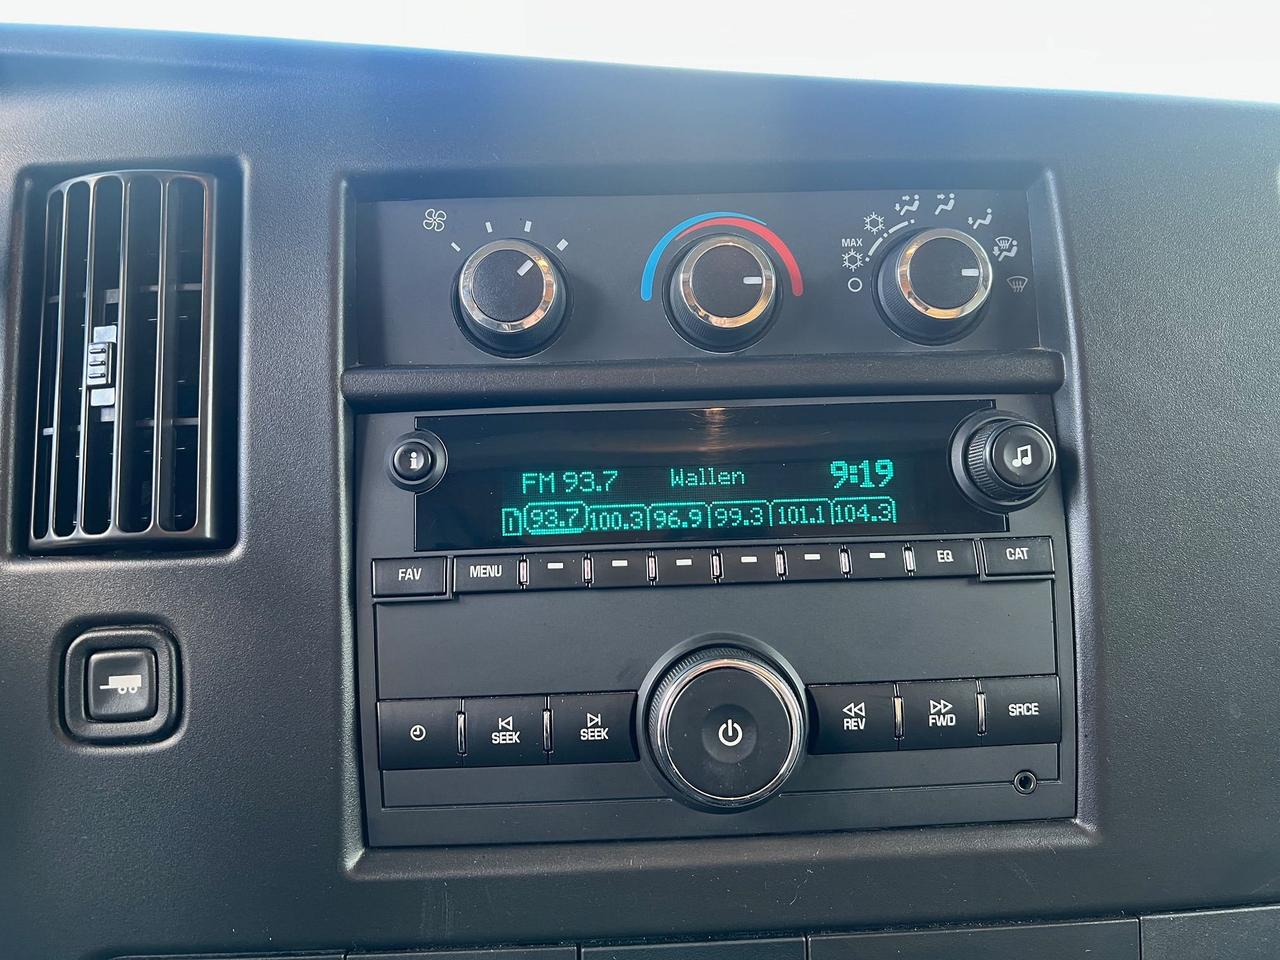 MAX
i
FM 93.7 Wallen 9:19
93.7 100.3 96.9 99.3 101.1 104.3
FAV MENU EQ CAT
SEEK SEEK REV FWD SRCE